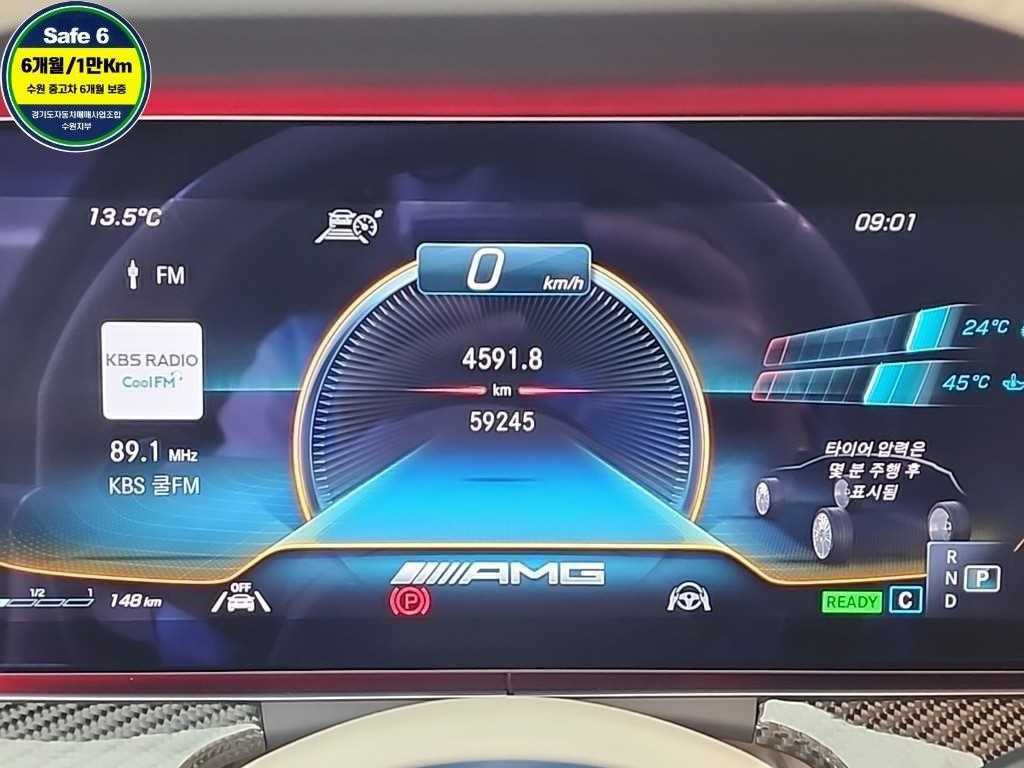 Safe 6
6개월/1만Km
수원 중고차 6개월 보증
경기도자동차매매사업조합
수원지부
13.5°C
09:01
FM
0 km/h
KBS RADIO
CoolFM
4591.8
km
59245
24°C
45°C
89.1 MHz
KBS 쿨FM
타이어 압력은
몇 분 주행 후
표시됨
AMG
1/2 1
148 km
OFF
P
READY
C
R
N
D
P